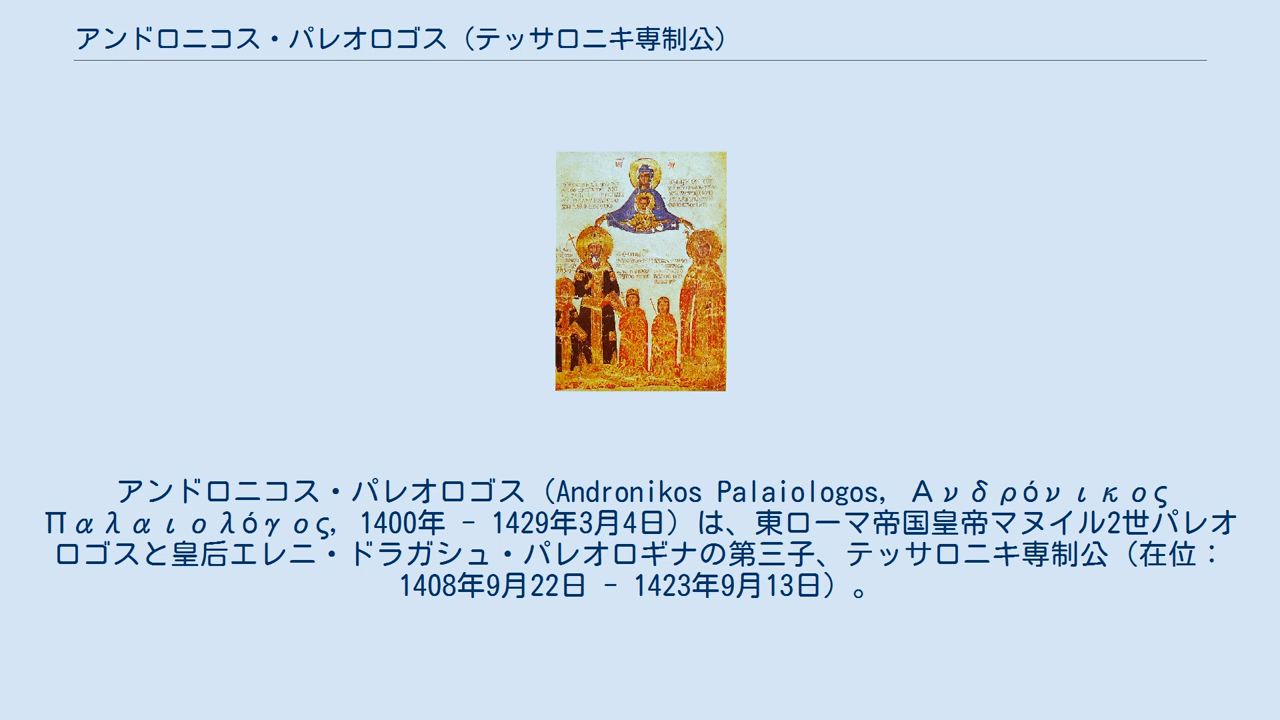 アンドロニコス・パレオロゴス（テッサロニキ専制公）
アンドロニコス・パレオロゴス（Andronikos Palaiologos, Ανδρόνικος
Παλαιολόγος, 1400年 - 1429年3月4日）は、東ローマ帝国皇帝マヌイル2世パレオ
ロゴスと皇后エレニ・ドラガシュ・パレオロギナの第三子、テッサロニキ専制公（在位：
1408年9月22日 - 1423年9月13日）。